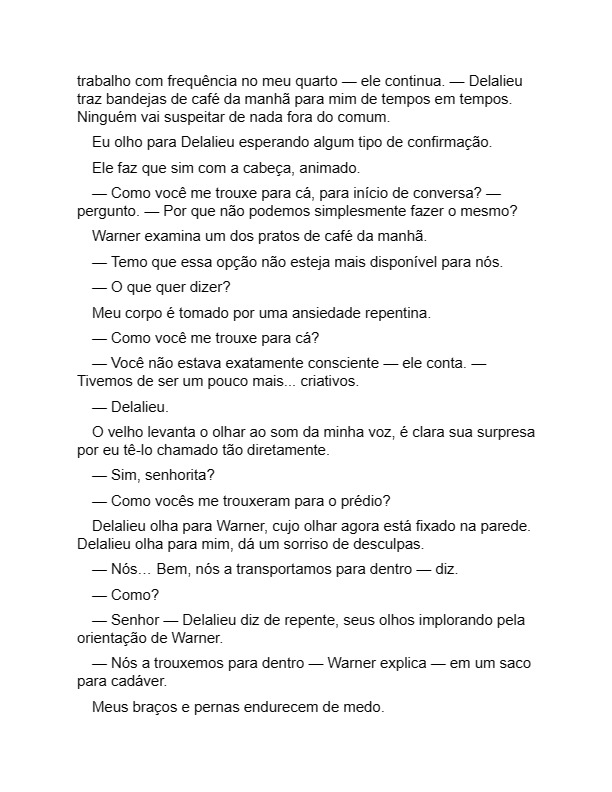 trabalho com frequência no meu quarto — ele continua. — Delalieu
traz bandejas de café da manhã para mim de tempos em tempos.
Ninguém vai suspeitar de nada fora do comum.
Eu olho para Delalieu esperando algum tipo de confirmação.
Ele faz que sim com a cabeça, animado.
— Como você me trouxe para cá, para início de conversa? —
pergunto. — Por que não podemos simplesmente fazer o mesmo?
Warner examina um dos pratos de café da manhã.
— Temo que essa opção não esteja mais disponível para nós.
— O que quer dizer?
Meu corpo é tomado por uma ansiedade repentina.
— Como você me trouxe para cá?
— Você não estava exatamente consciente — ele conta. —
Tivemos de ser um pouco mais... criativos.
— Delalieu.
O velho levanta o olhar ao som da minha voz, é clara sua surpresa
por eu tê-lo chamado tão diretamente.
— Sim, senhorita?
— Como vocês me trouxeram para o prédio?
Delalieu olha para Warner, cujo olhar agora está fixado na parede.
Delalieu olha para mim, dá um sorriso de desculpas.
— Nós… Bem, nós a transportamos para dentro — diz.
— Como?
— Senhor — Delalieu diz de repente, seus olhos implorando pela
orientação de Warner.
— Nós a trouxemos para dentro — Warner explica — em um saco
para cadáver.
Meus braços e pernas endurecem de medo.